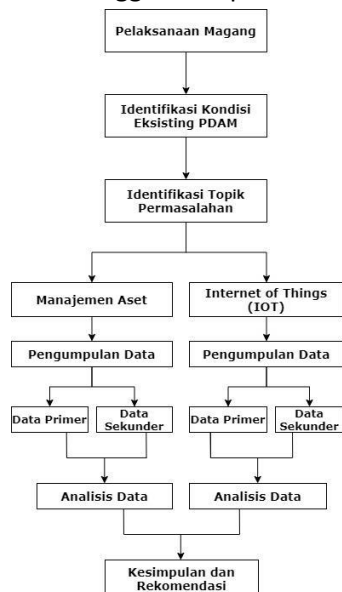 Pelaksanaan Magang
Identifikasi Kondisi
Eksisting PDAM
Identifikasi Topik
Permasalahan
Manajemen Aset
Internet of Things
(IOT)
Pengumpulan Data
Pengumpulan Data
Data Primer
Data
Sekunder
Data Primer
Data
Sekunder
Analisis Data
Analisis Data
Kesimpulan dan
Rekomendasi